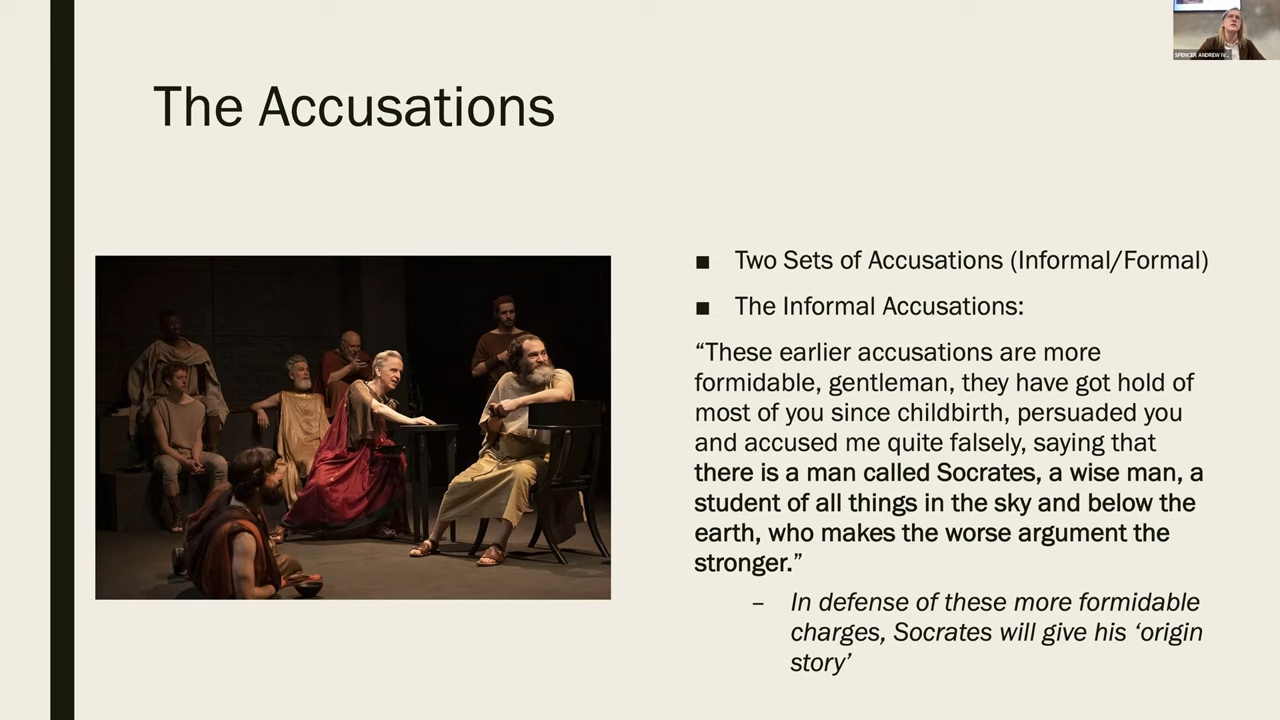 SPENCER ANDREW IV...
The Accusations
■ Two Sets of Accusations (Informal/Formal)
■ The Informal Accusations:
“These earlier accusations are more
formidable, gentleman, they have got hold of
most of you since childbirth, persuaded you
and accused me quite falsely, saying that
there is a man called Socrates, a wise man, a
student of all things in the sky and below the
earth, who makes the worse argument the
stronger.”
– In defense of these more formidable
charges, Socrates will give his ‘origin
story’